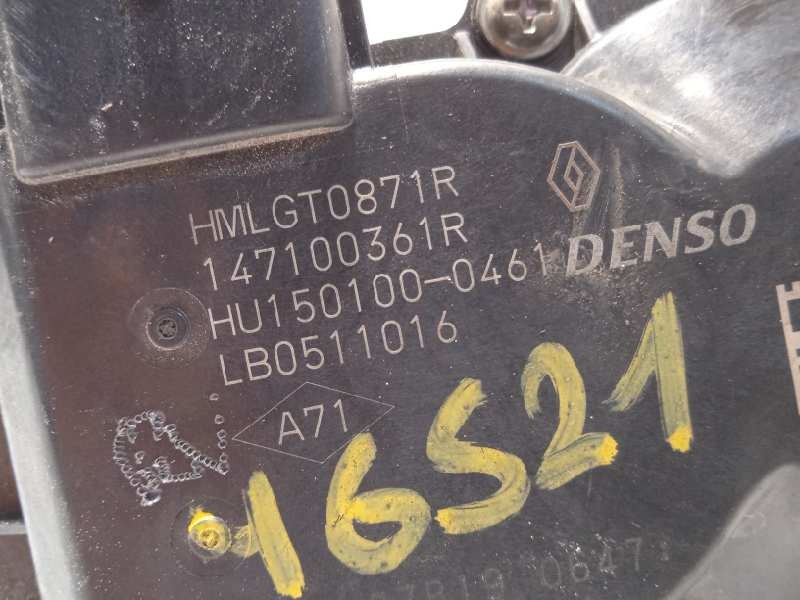 HMLGT0871R
147100361R
HU150100-0461
DENSO
LB0511016
A71
16521